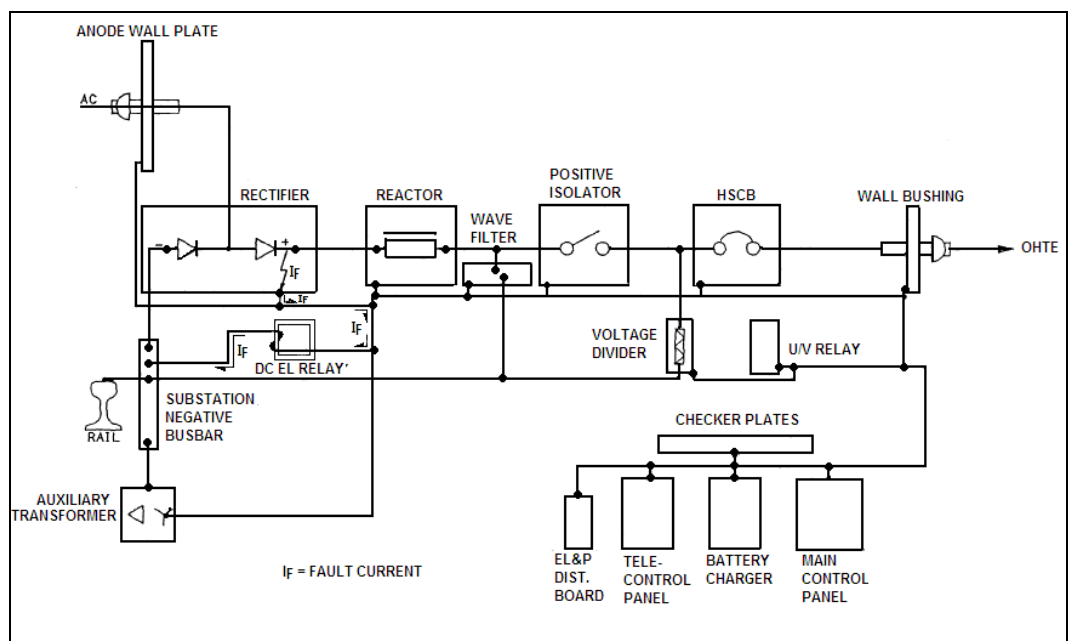 ANODE WALL PLATE
AC
RECTIFIER
REACTOR
WAVE
FILTER
POSITIVE
ISOLATOR
HSCB
WALL BUSHING
OHTE
-
+
IF
IF
IF
IF
DC EL RELAY'
VOLTAGE
DIVIDER
U/V RELAY
RAIL
SUBSTATION
NEGATIVE
BUSBAR
CHECKER PLATES
AUXILIARY
TRANSFORMER
IF = FAULT CURRENT
EL&P
DIST.
BOARD
TELE-
CONTROL
PANEL
BATTERY
CHARGER
MAIN
CONTROL
PANEL